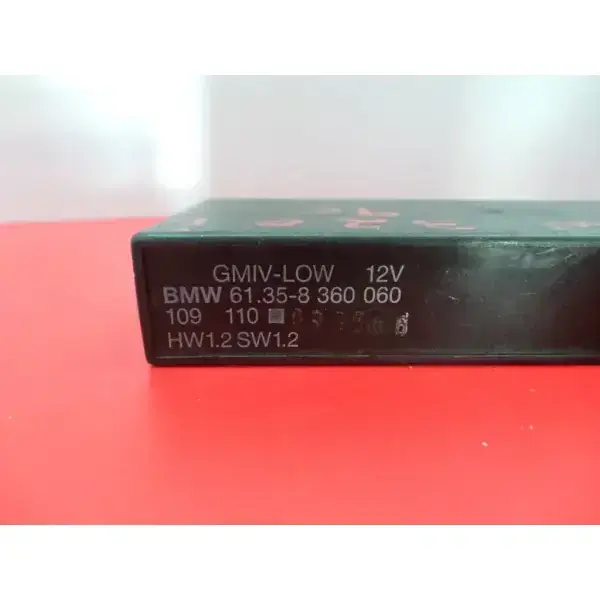 GMIV-LOW 12V
BMW 61.35-8 360 060
109 110
HW1.2 SW1.2